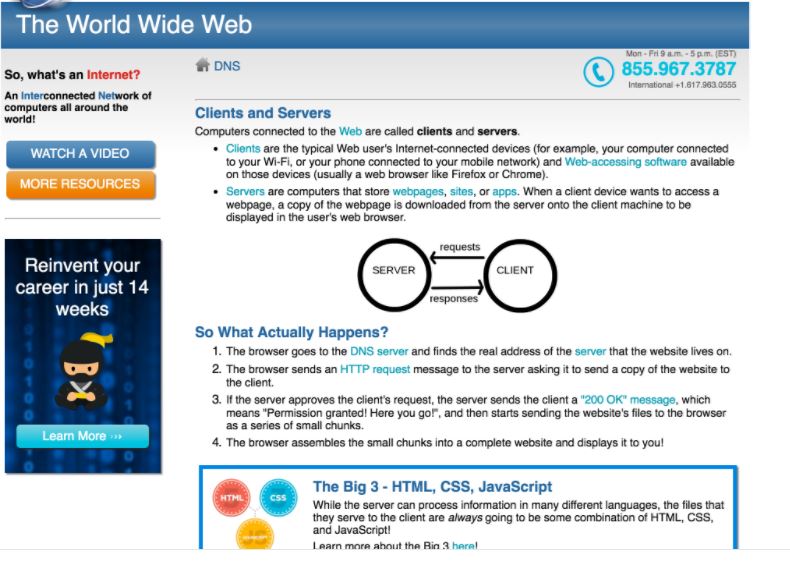 The World Wide Web
So, what's an Internet?
An Interconnected Network of
computers all around the
world!
WATCH A VIDEO
MORE RESOURCES
Reinvent your
career in just 14
weeks
Learn More ›››
DNS
Mon - Fri 9 a.m. - 5 p.m. (EST)
855.967.3787
International +1.617.963.0555
Clients and Servers
Computers connected to the Web are called clients and servers.
• Clients are the typical Web user's Internet-connected devices (for example, your computer connected
to your Wi-Fi, or your phone connected to your mobile network) and Web-accessing software available
on those devices (usually a web browser like Firefox or Chrome).
• Servers are computers that store webpages, sites, or apps. When a client device wants to access a
webpage, a copy of the webpage is downloaded from the server onto the client machine to be
displayed in the user's web browser.
requests
SERVER
CLIENT
responses
So What Actually Happens?
1. The browser goes to the DNS server and finds the real address of the server that the website lives on.
2. The browser sends an HTTP request message to the server asking it to send a copy of the website to
the client.
3. If the server approves the client's request, the server sends the client a "200 OK" message, which
means "Permission granted! Here you go!", and then starts sending the website's files to the browser
as a series of small chunks.
4. The browser assembles the small chunks into a complete website and displays it to you!
HTML
CSS
JS
JAVASCRIPT
The Big 3 - HTML, CSS, JavaScript
While the server can process information in many different languages, the files that
they serve to the client are always going to be some combination of HTML, CSS,
and JavaScript!
Learn more about the Big 3 here!